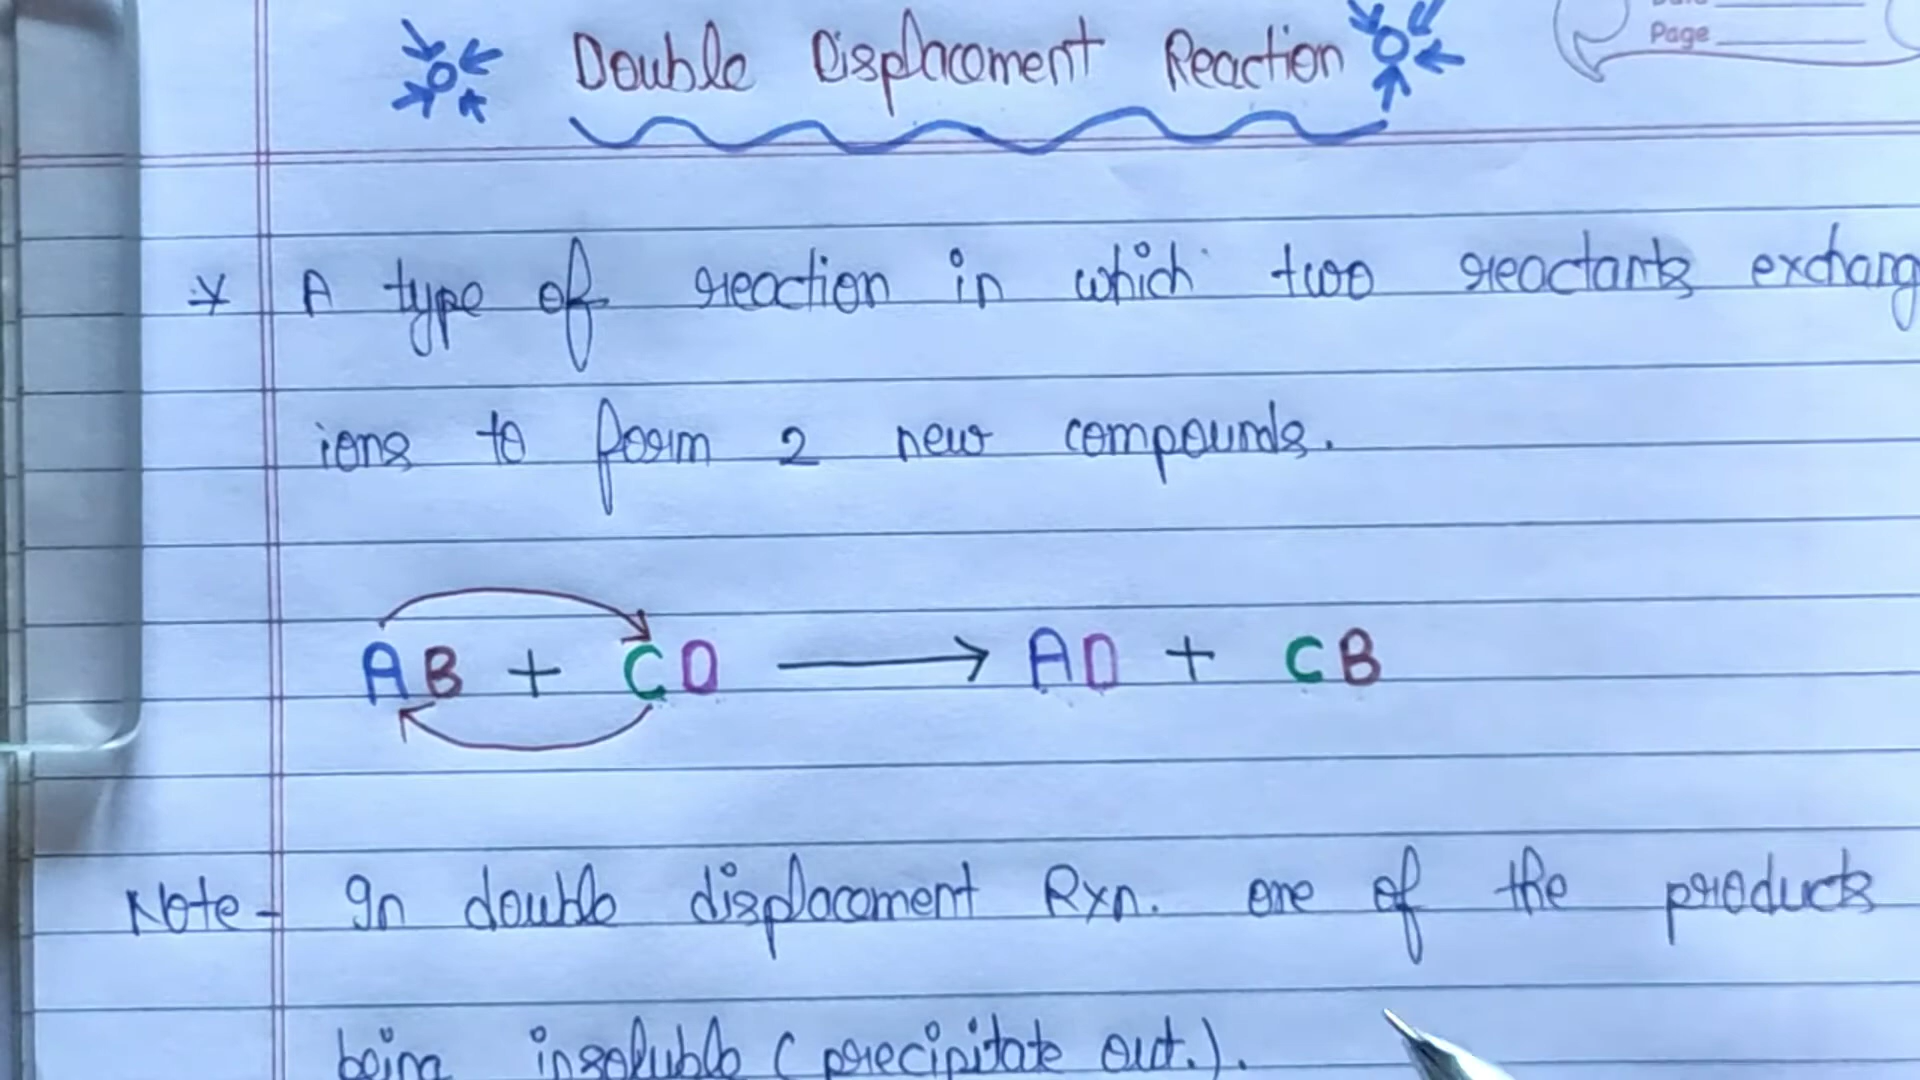 Page
Double Displacement Reaction
A type of reaction in which two reactants exchang
ions to form 2 new compounds.
AB + CD → AD + CB
Note- In double displacement Rxn. one of the products
being insoluble (precipitate out.).